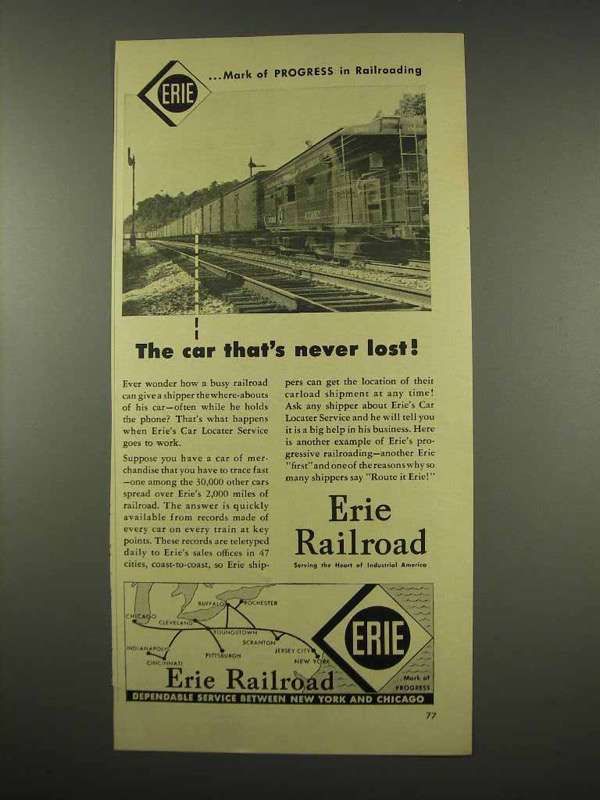 ERIE
...Mark of PROGRESS in Railroading
The car that's never lost!
Ever wonder how a busy railroad
can give a shipper the where-abouts
of his car—often while he holds
the phone? That's what happens
when Erie's Car Locater Service
goes to work.
Suppose you have a car of mer-
chandise that you have to trace fast
—one among the 30,000 other cars
spread over Erie's 2,000 miles of
railroad. The answer is quickly
available from records made of
every car on every train at key
points. These records are teletyped
daily to Erie's sales offices in 47
cities, coast-to-coast, so Erie ship-
pers can get the location of their
carload shipment at any time!
Ask any shipper about Erie's Car
Locater Service and he will tell you
it is a big help in his business. Here
is another example of Erie's pro-
gressive railroading—another Erie
"first" and one of the reasons why so
many shippers say "Route it Erie!"
Erie
Railroad
Serving the Heart of Industrial America
BUFFALO
ROCHESTER
CHICAGO
CLEVELAND
YOUNGSTOWN
SCRANTON
INDIANAPOLIS
JERSEY CITY
PITTSBURGH
NEW YORK
CINCINNATI
ERIE
Erie Railroad
Mark of
PROGRESS
DEPENDABLE SERVICE BETWEEN NEW YORK AND CHICAGO
77